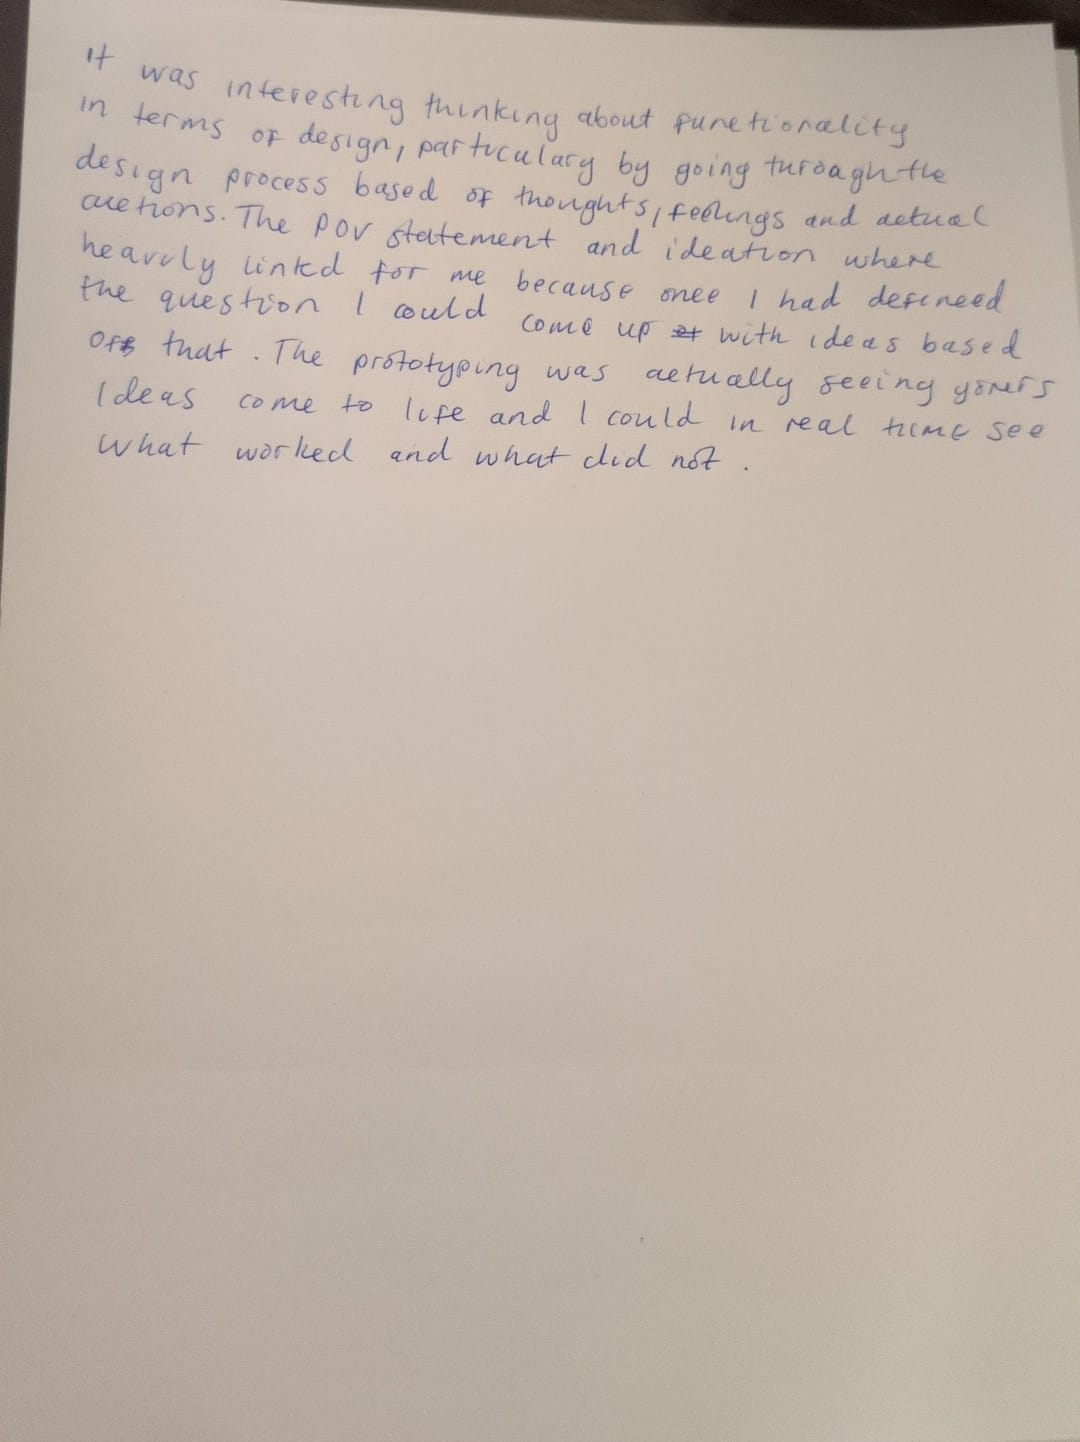 It was interesting thinking about functionality
in terms of design, particulary by going through the
design process based of thoughts, feelings and actual
actions. The POV statement and ideation where
heavily linkd for me because once I had defineed
the question I could come up with ideas based
off that. The prototyping was actually seeing yours
Ideas come to life and I could in real time see
what worked and what did not.